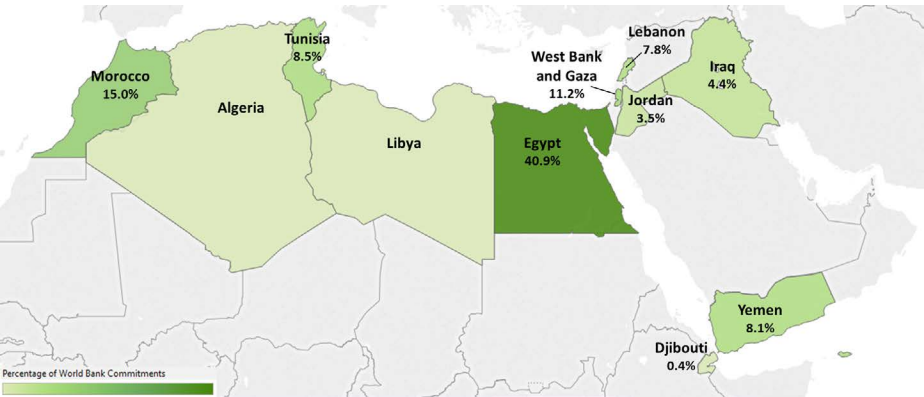 Lebanon
7.8%
Tunisia
8.5%
West Bank
and Gaza
11.2%
Iraq
4.4%
Morocco
15.0%
Algeria
Jordan
3.5%
Libya
Egypt
40.9%
Yemen
8.1%
Djibouti
0.4%
Percentage of World Bank Commitments